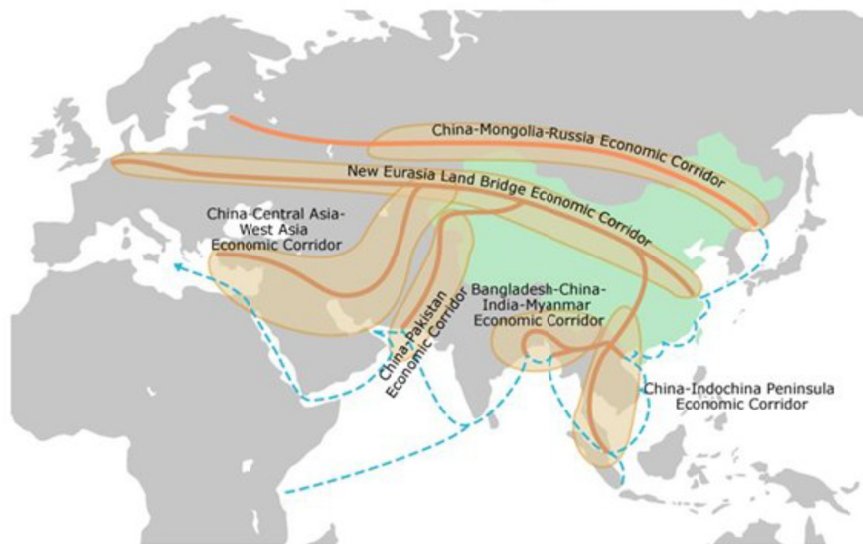 China-Mongolia-Russia Economic Corridor
New Eurasia Land Bridge Economic Corridor
China-Central Asia-
West Asia
Economic Corridor
China-Pakistan
Economic Corridor
Bangladesh-China-
India-Myanmar
Economic Corridor
China-Indochina Peninsula
Economic Corridor